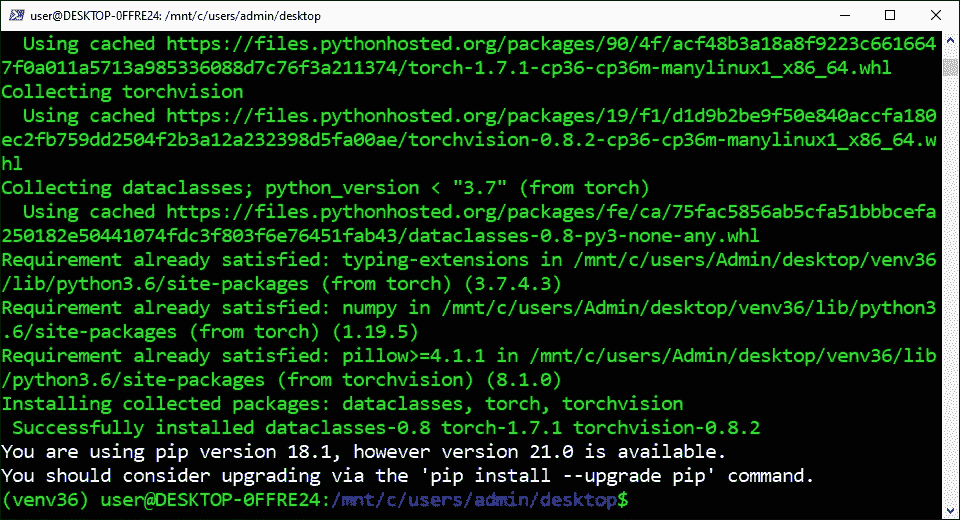 user@DESKTOP-0FFRE24: /mnt/c/users/admin/desktop
Using cached https://files.pythonhosted.org/packages/90/4f/acf48b3a18a8f9223c661664
7f0a011a5713a985336088d7c76f3a211374/torch-1.7.1-cp36-cp36m-manylinux1_x86_64.whl
Collecting torchvision
Using cached https://files.pythonhosted.org/packages/19/f1/d1d9b2be9f50e840accfa180
ec2fb759dd2504f2b3a12a232398d5fa00ae/torchvision-0.8.2-cp36-cp36m-manylinux1_x86_64.w
hl
Collecting dataclasses; python_version < "3.7" (from torch)
Using cached https://files.pythonhosted.org/packages/fe/ca/75fac5856ab5cfa51bbbcefa
250182e50441074fdc3f803f6e76451fab43/dataclasses-0.8-py3-none-any.whl
Requirement already satisfied: typing-extensions in /mnt/c/users/Admin/desktop/venv36
/lib/python3.6/site-packages (from torch) (3.7.4.3)
Requirement already satisfied: numpy in /mnt/c/users/Admin/desktop/venv36/lib/python3
.6/site-packages (from torch) (1.19.5)
Requirement already satisfied: pillow>=4.1.1 in /mnt/c/users/Admin/desktop/venv36/lib
/python3.6/site-packages (from torchvision) (8.1.0)
Installing collected packages: dataclasses, torch, torchvision
Successfully installed dataclasses-0.8 torch-1.7.1 torchvision-0.8.2
You are using pip version 18.1, however version 21.0 is available.
You should consider upgrading via the 'pip install --upgrade pip' command.
(venv36) user@DESKTOP-0FFRE24:/mnt/c/users/admin/desktop$